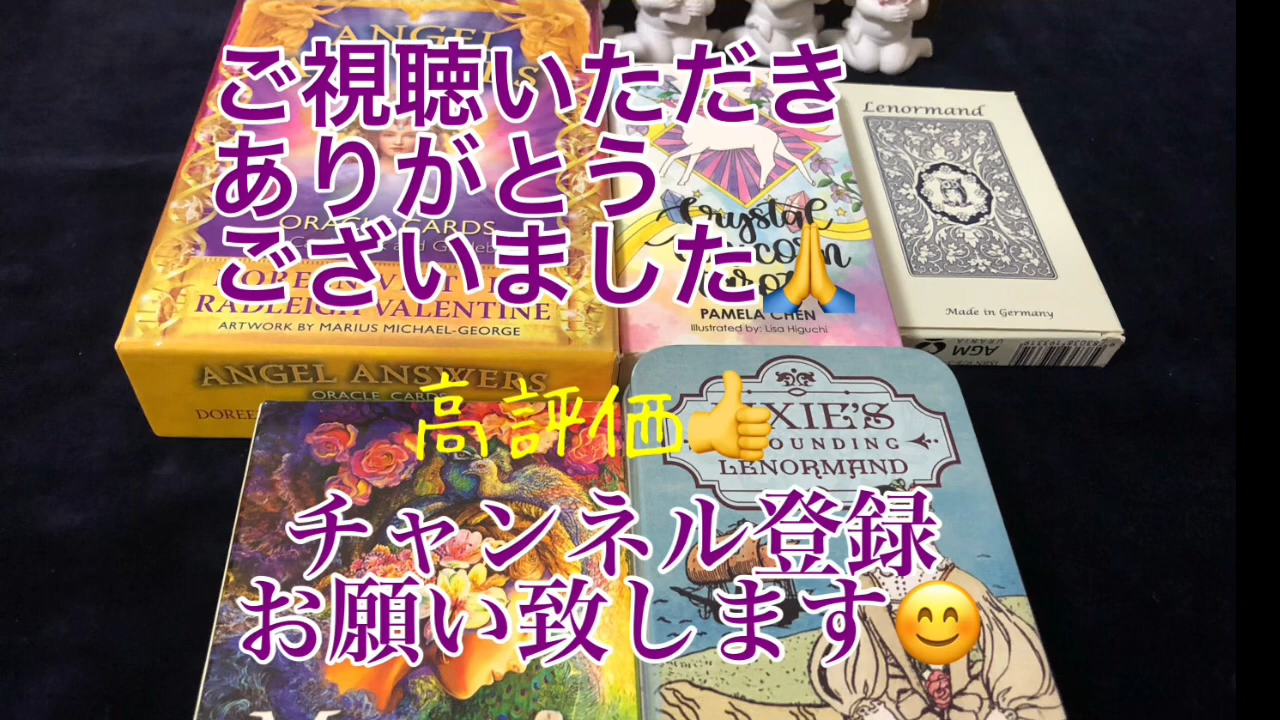 ANGEL
ご視聴いただき
ありがとう
ございました🙏
ORACLE CARDS
RADLEIGH VALENTINE
ARTWORK BY MARIUS MICHAEL-GEORGE
ANGEL ANSWERS
ORACLE CARDS
Crystal
PAMELA CHEN
Illustrated by: Lisa Higuchi
Lenormand
Made in Germany
AGM
URANIA
高評価👍
LENORMAND
チャンネル登録
お願い致します😊